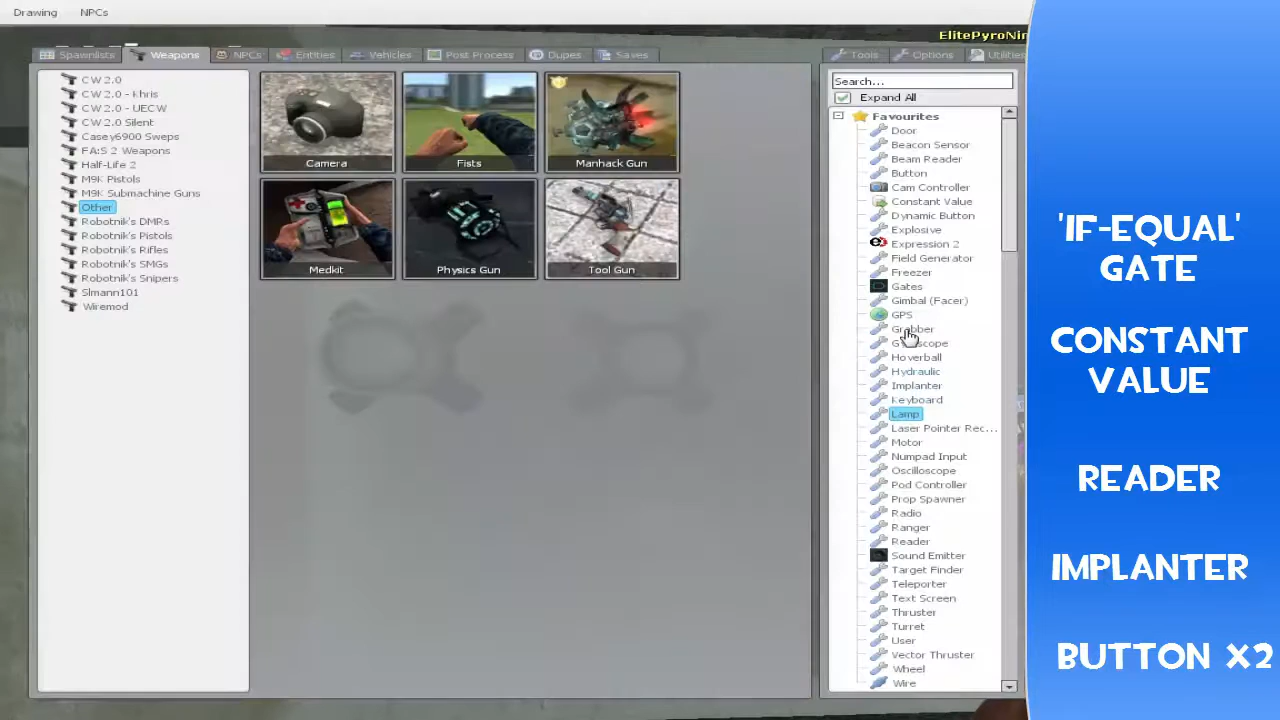 Drawing NPCs
ElitePyroNin
Spawnlists Weapons NPCs Entities Vehicles Post Process Dupes Saves
Tools Options Utilities
CW 2.0
CW 2.0 - Khris
CW 2.0 - UECW
CW 2.0 Silent
Casey6900 Sweps
FA:S 2 Weapons
Half-Life 2
M9K Pistols
M9K Submachine Guns
Other
Robotnik's DMRs
Robotnik's Pistols
Robotnik's Rifles
Robotnik's SMGs
Robotnik's Snipers
Slmann101
Wiremod
Camera
Fists
Manhack Gun
Medkit
Physics Gun
Tool Gun
Search...
Expand All
Favourites
Door
Beacon Sensor
Beam Reader
Button
Cam Controller
Constant Value
Dynamic Button
Explosive
Expression 2
Field Generator
Freezer
Gates
Gimbal (Facer)
GPS
Grabber
Hoverball
Hydraulic
Implanter
Keyboard
Lamp
Laser Pointer Rec...
Motor
Numpad Input
Oscilloscope
Pod Controller
Prop Spawner
Radio
Ranger
Reader
Sound Emitter
Target Finder
Teleporter
Text Screen
Thruster
Turret
User
Vector Thruster
Wheel
Wire
'IF-EQUAL'
GATE
CONSTANT
VALUE
READER
IMPLANTER
BUTTON X2